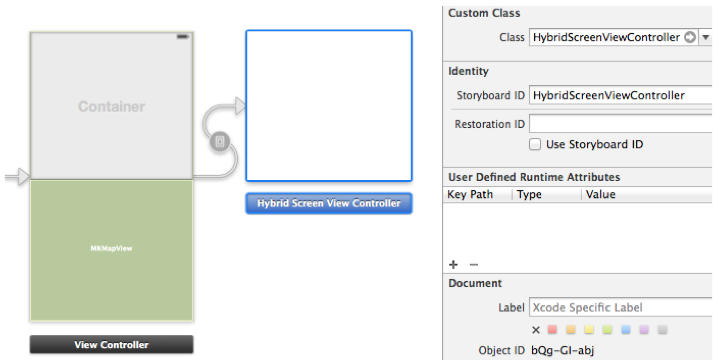 Container
MKMapView
View Controller
Hybrid Screen View Controller
Custom Class
Class HybridScreenViewController
Identity
Storyboard ID HybridScreenViewController
Restoration ID
Use Storyboard ID
User Defined Runtime Attributes
Key Path Type Value
+ −
Document
Label Xcode Specific Label
×
Object ID bQg-GI-abj